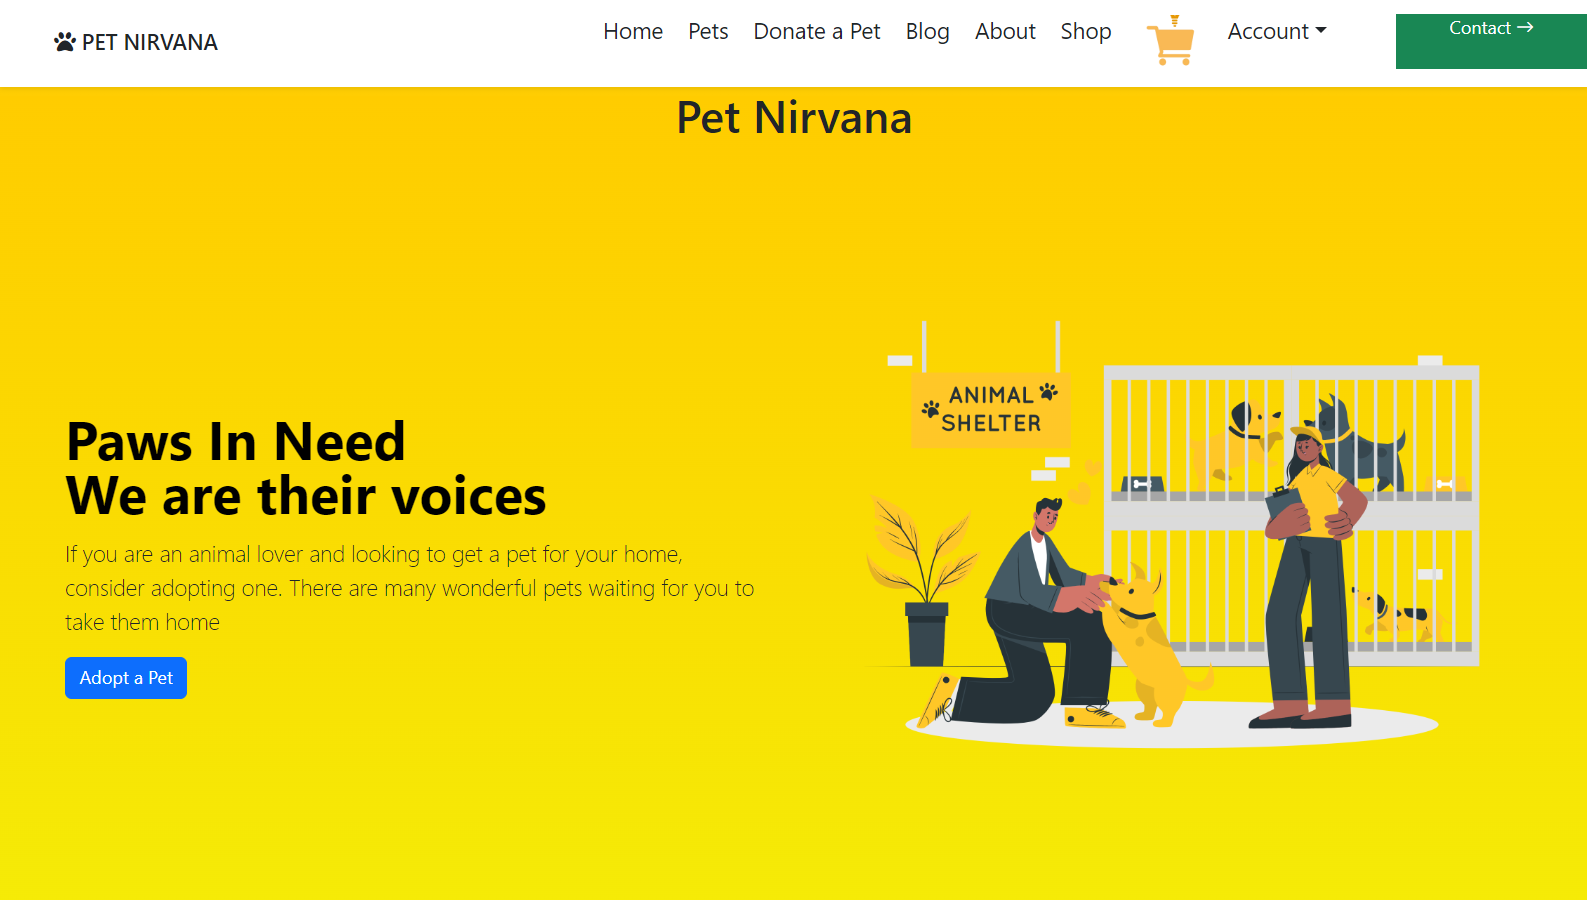 PET NIRVANA
Home Pets Donate a Pet Blog About Shop Account Contact →
Pet Nirvana
ANIMAL
SHELTER
Paws In Need
We are their voices
If you are an animal lover and looking to get a pet for your home,
consider adopting one. There are many wonderful pets waiting for you to
take them home
Adopt a Pet